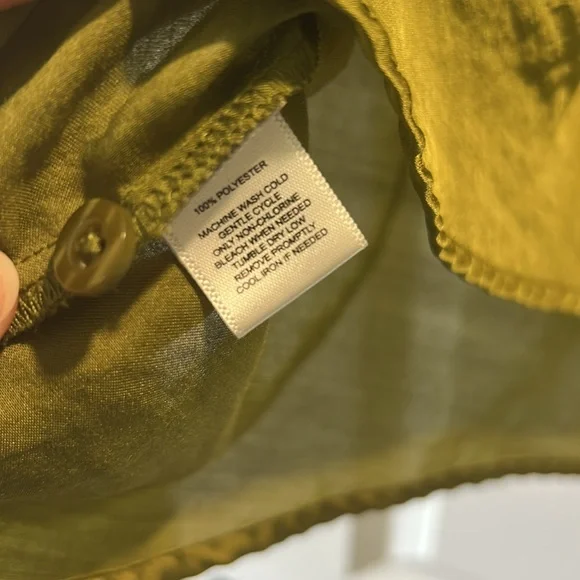 100% POLYESTER
MACHINE WASH COLD
GENTLE CYCLE
ONLY NON-CHLORINE
BLEACH WHEN NEEDED
TUMBLE DRY LOW
REMOVE PROMPTLY
COOL IRON IF NEEDED